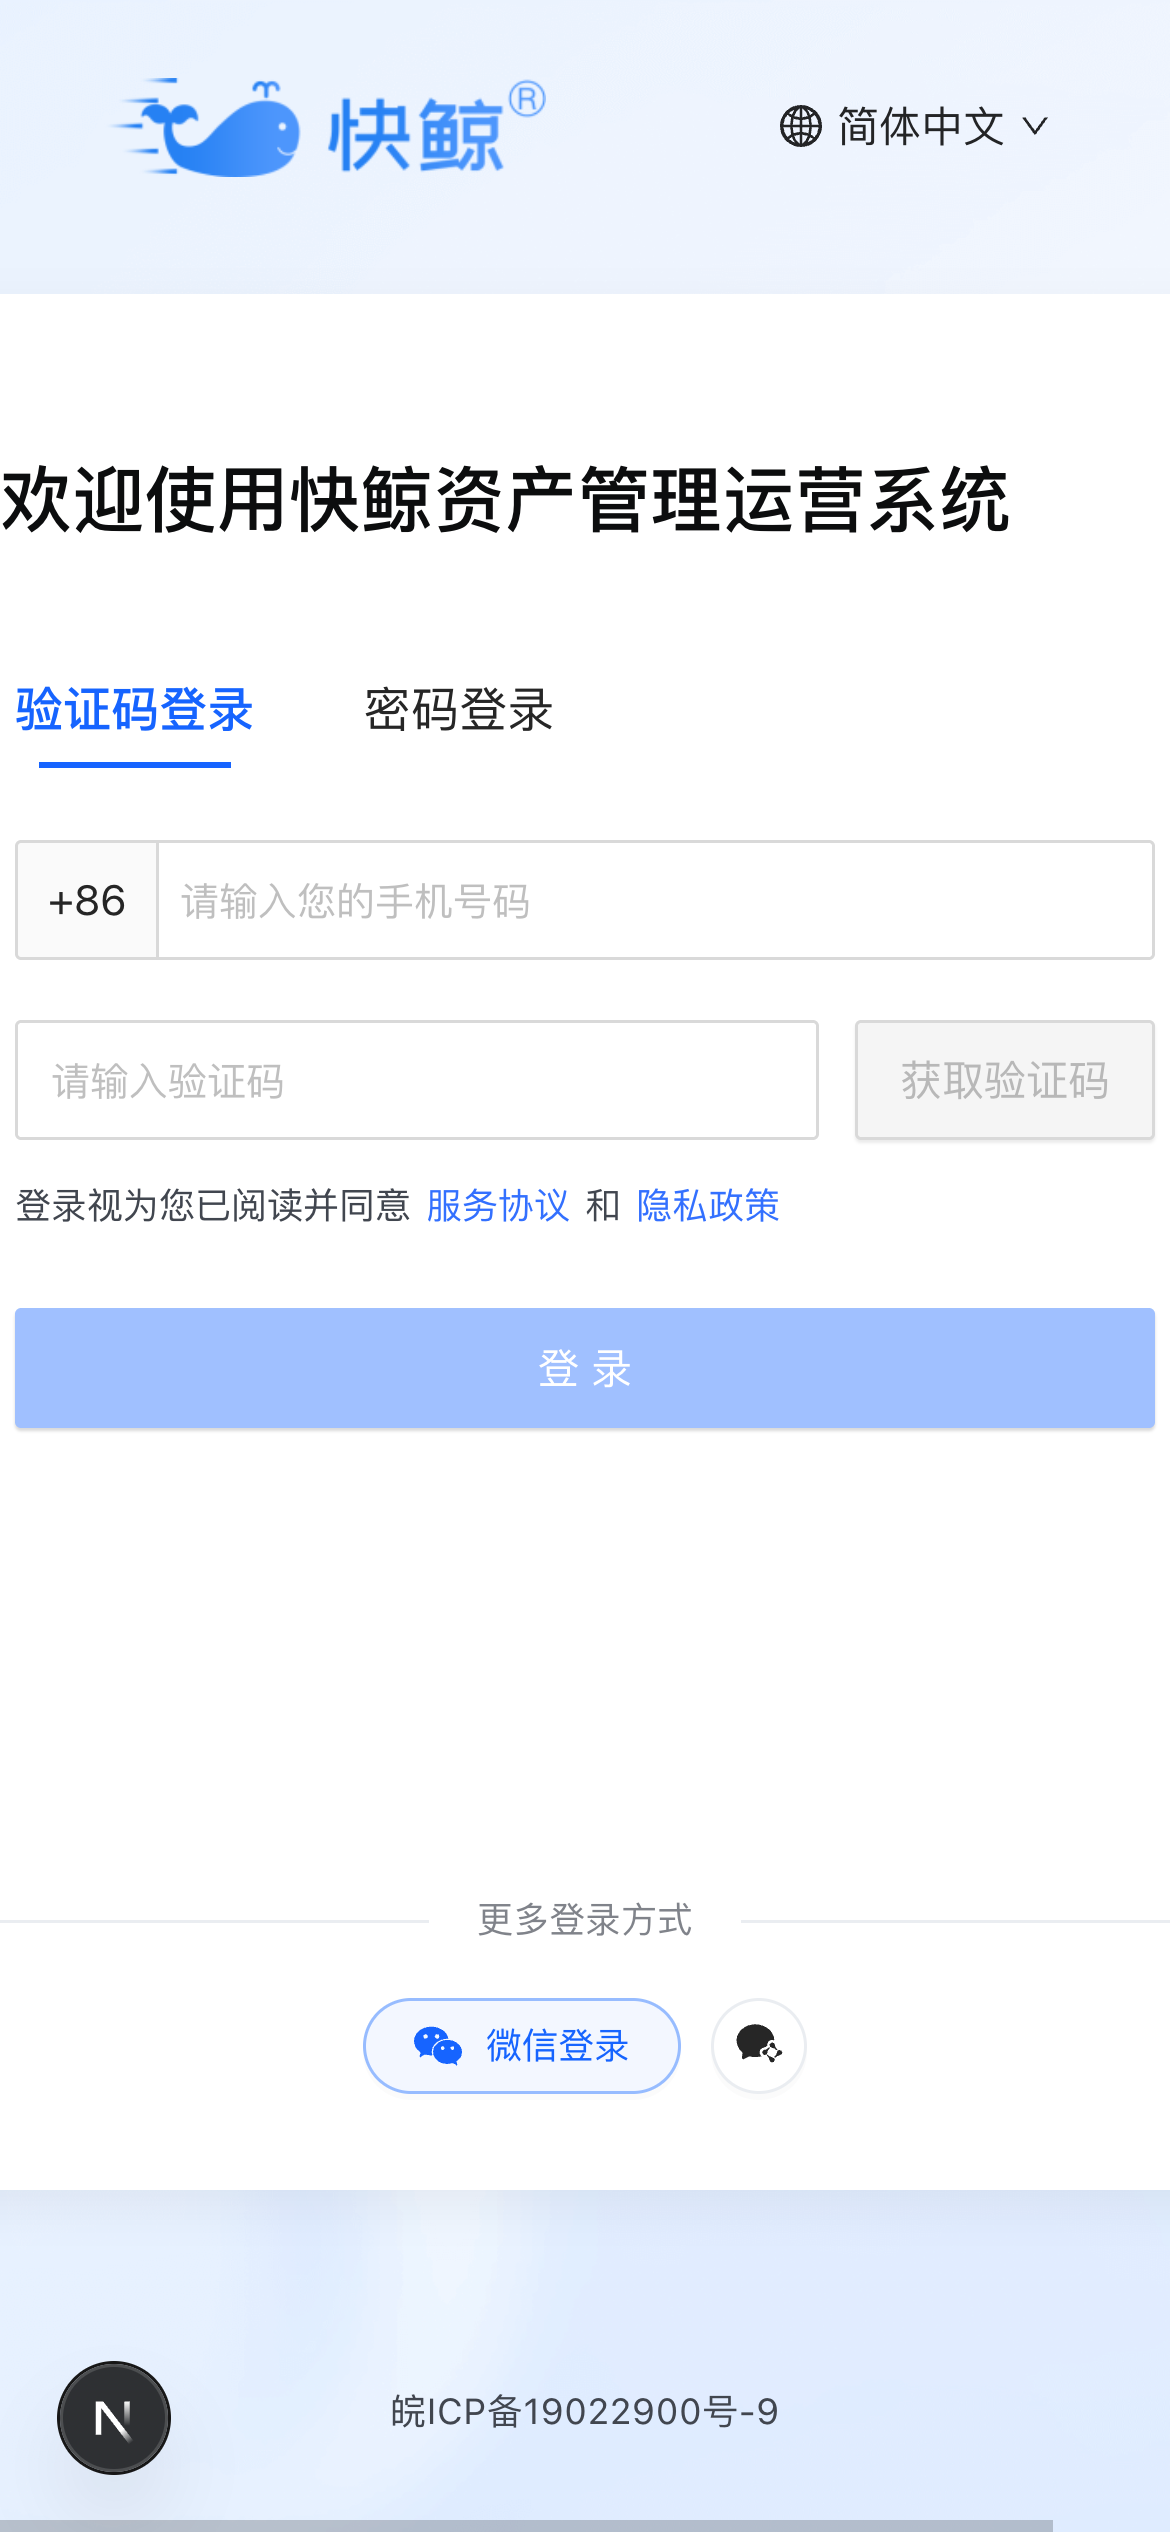 快鲸®
简体中文
欢迎使用快鲸资产管理运营系统
验证码登录
密码登录
+86 请输入您的手机号码
请输入验证码
获取验证码
登录视为您已阅读并同意 服务协议 和 隐私政策
登录
更多登录方式
微信登录
N
皖ICP备19022900号-9